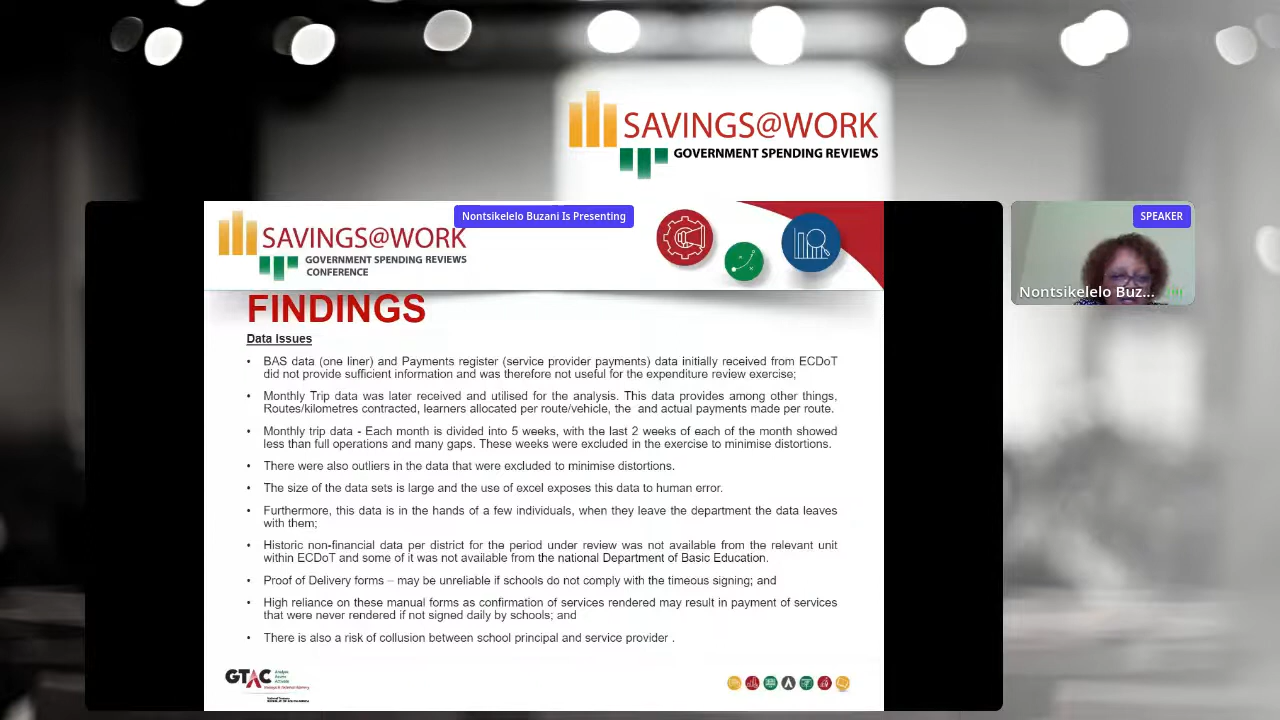 SAVINGS@WORK
GOVERNMENT SPENDING REVIEWS
Nontsikelelo Buzani Is Presenting
SPEAKER
Nontsikelelo Buz...
SAVINGS@WORK
GOVERNMENT SPENDING REVIEWS
CONFERENCE
FINDINGS
Data Issues
• BAS data (one liner) and Payments register (service provider payments) data initially received from ECDoT
did not provide sufficient information and was therefore not useful for the expenditure review exercise;
• Monthly Trip data was later received and utilised for the analysis. This data provides among other things,
Routes/kilometres contracted, learners allocated per route/vehicle, the and actual payments made per route.
• Monthly trip data - Each month is divided into 5 weeks, with the last 2 weeks of each of the month showed
less than full operations and many gaps. These weeks were excluded in the exercise to minimise distortions.
• There were also outliers in the data that were excluded to minimise distortions.
• The size of the data sets is large and the use of excel exposes this data to human error.
• Furthermore, this data is in the hands of a few individuals, when they leave the department the data leaves
with them;
• Historic non-financial data per district for the period under review was not available from the relevant unit
within ECDoT and some of it was not available from the national Department of Basic Education.
• Proof of Delivery forms – may be unreliable if schools do not comply with the timeous signing; and
• High reliance on these manual forms as confirmation of services rendered may result in payment of services
that were never rendered if not signed daily by schools; and
• There is also a risk of collusion between school principal and service provider .
GTAC